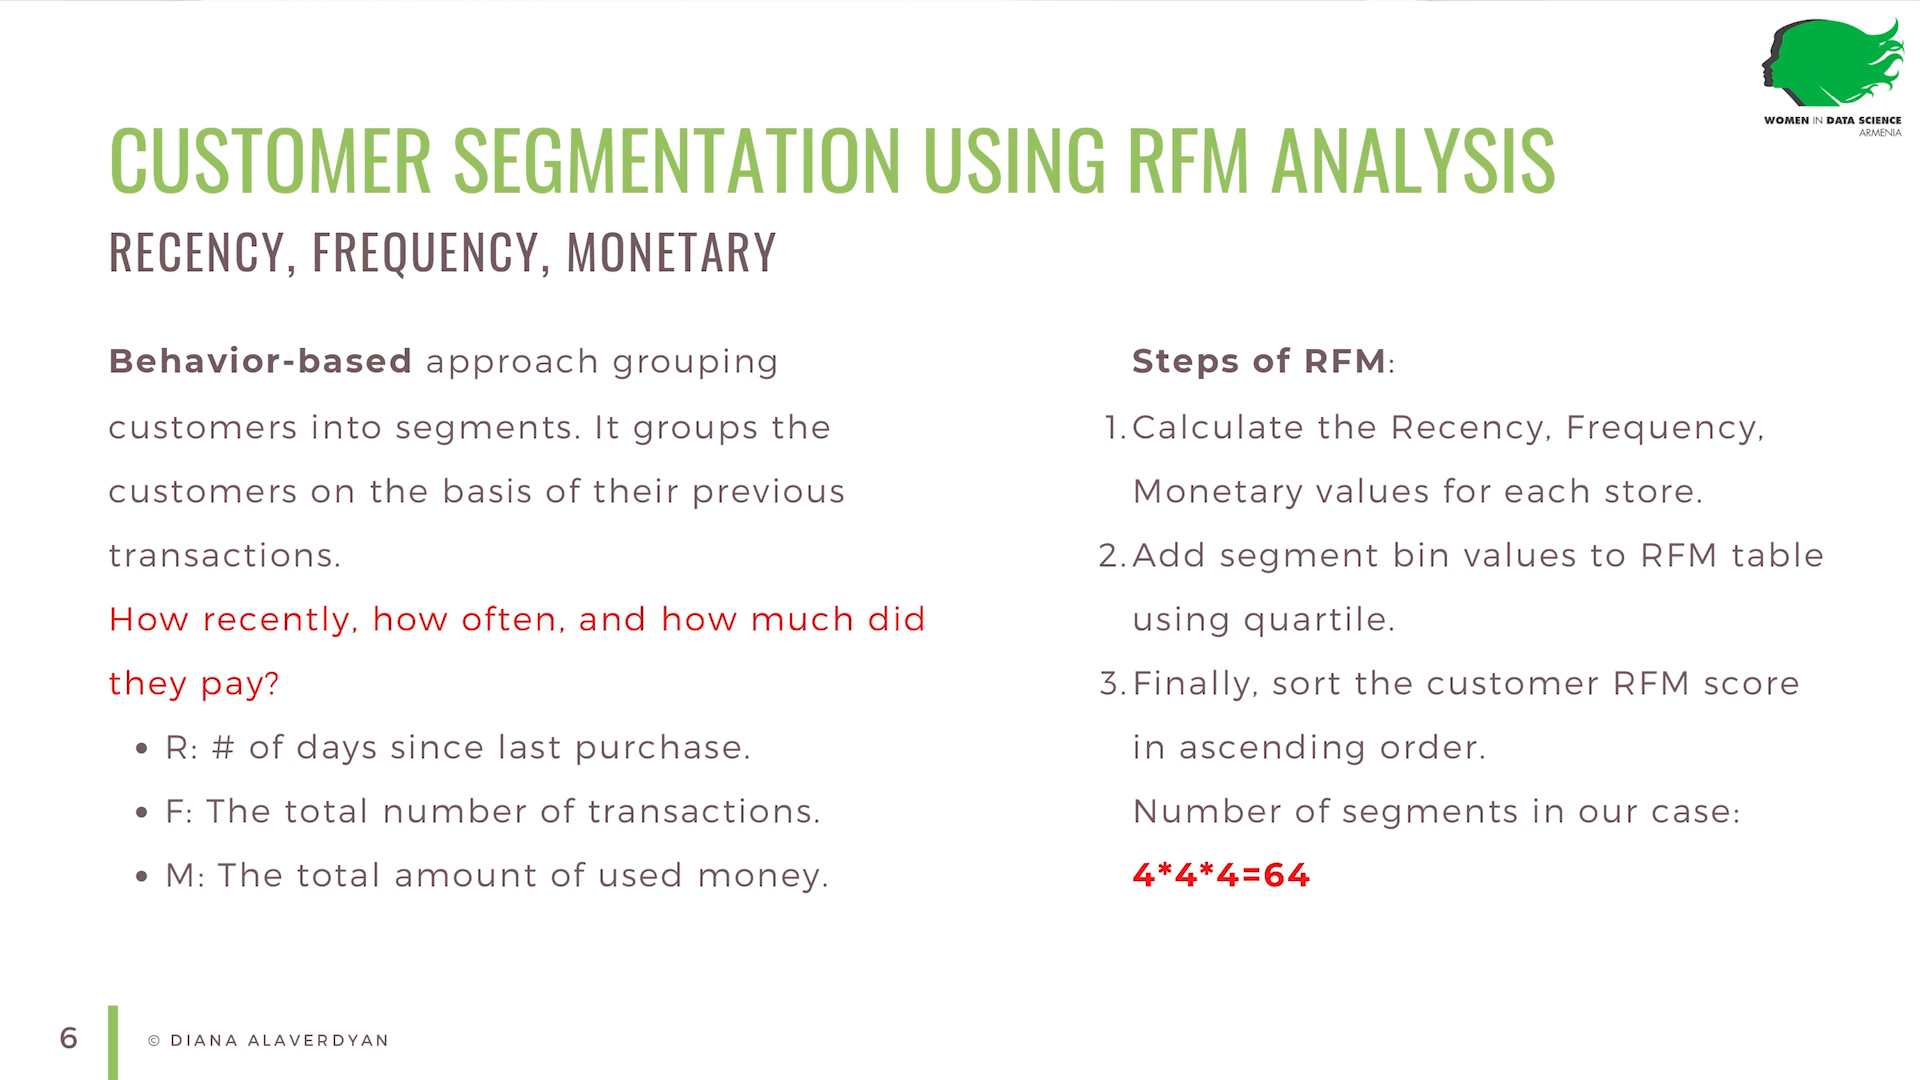 WOMEN IN DATA SCIENCE
ARMENIA
CUSTOMER SEGMENTATION USING RFM ANALYSIS
RECENCY, FREQUENCY, MONETARY
Behavior-based approach grouping
customers into segments. It groups the
customers on the basis of their previous
transactions.
How recently, how often, and how much did
they pay?
• R: # of days since last purchase.
• F: The total number of transactions.
• M: The total amount of used money.
Steps of RFM:
1. Calculate the Recency, Frequency,
Monetary values for each store.
2. Add segment bin values to RFM table
using quartile.
3. Finally, sort the customer RFM score
in ascending order.
Number of segments in our case:
4*4*4=64
6
© DIANA ALAVERDYAN